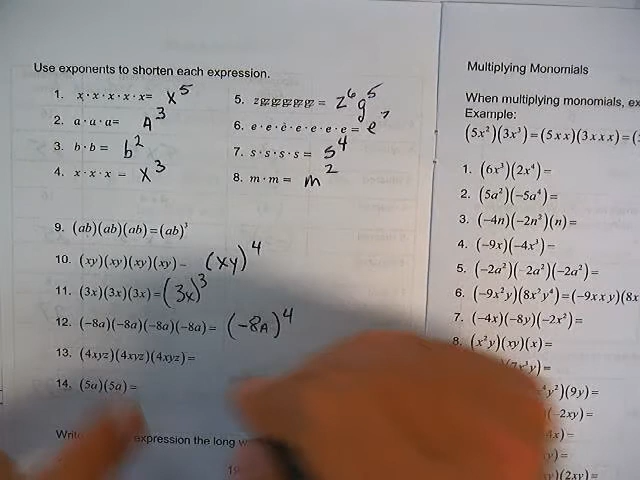 Use exponents to shorten each expression.
1. x · x · x · x · x= x⁵
2. a · a · a= A³
3. b · b = b²
4. x · x · x = x³
5. = z⁶g⁵
6. e · e · e · e · e · e · e = e⁷
7. s · s · s · s = s⁴
8. m · m = m²
9. (ab)(ab)(ab)=(ab)³
10. (xy)(xy)(xy)(xy) = (xy)⁴
11. (3x)(3x)(3x)=(3x)³
12. (−8a)(−8a)(−8a)(−8a)= (−8A)⁴
13. (4xyz)(4xyz)(4xyz)=
14. (5a)(5a)=
expression the long
Multiplying Monomials
When multiplying monomials,
Example:
(5x²)(3x³)=(5xx)(3xxx)=
1. (6x³)(2x⁴)=
2. (5a²)(−5a⁴)=
3. (−4n)(−2n²)(n)=
4. (−9x)(−4x³)=
5. (−2a²)(−2a²)(−2a²)=
6. (−9x²y)(8x²y⁴)=(−9xxy)(8x
7. (−4x)(−8y)(−2x²)=
8. (x²y)(xy)(x)=
y²)(9y)=
(−2xy)=
4x)=
y)=
y)(2xy)=